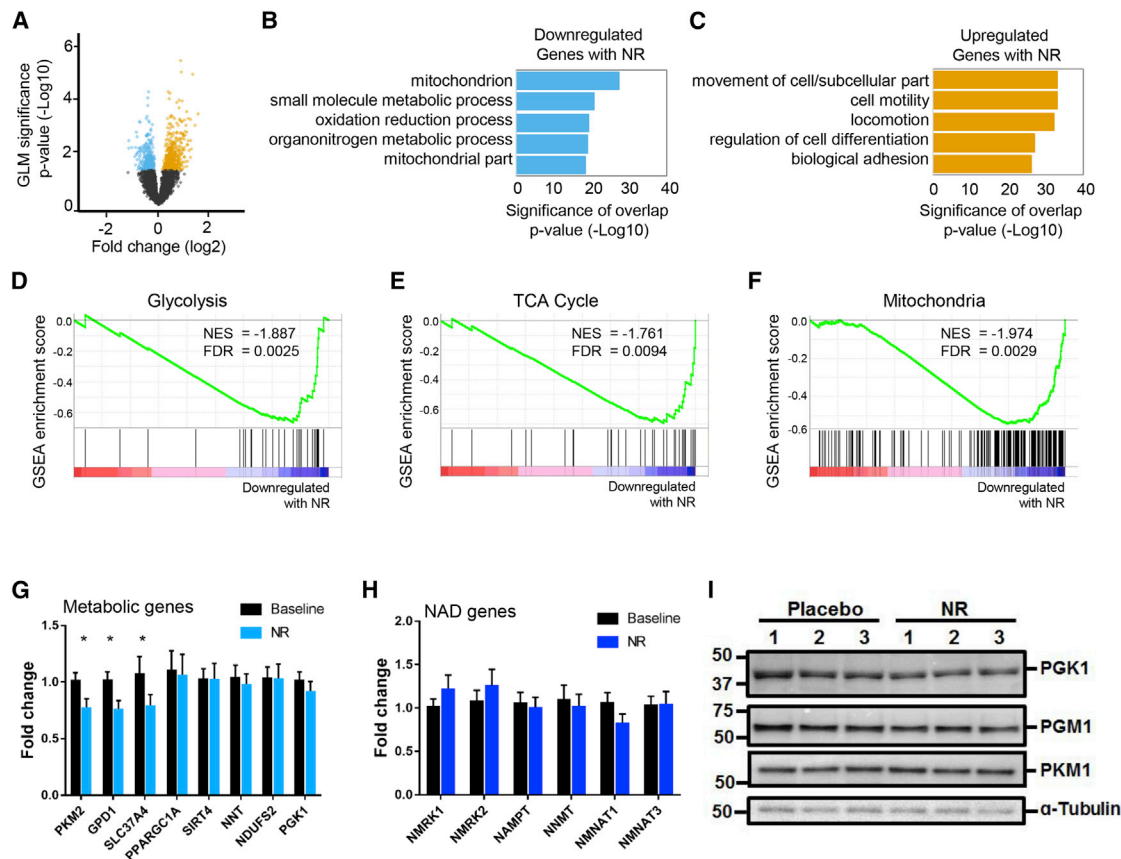 A
GLM significance
p-value (-Log10)
6
4
2
0
-2
0
2
Fold change (log2)
B
Downregulated
Genes with NR
mitochondrion
small molecule metabolic process
oxidation reduction process
organonitrogen metabolic process
mitochondrial part
0 10 20 30 40
Significance of overlap
p-value (-Log10)
C
Upregulated
Genes with NR
movement of cell/subcellular part
cell motility
locomotion
regulation of cell differentiation
biological adhesion
0 10 20 30 40
Significance of overlap
p-value (-Log10)
D
Glycolysis
GSEA enrichment score
0.0
-0.2
-0.4
-0.6
NES = -1.887
FDR = 0.0025
Downregulated
with NR
E
TCA Cycle
GSEA enrichment score
0.0
-0.2
-0.4
-0.6
NES = -1.761
FDR = 0.0094
Downregulated
with NR
F
Mitochondria
GSEA enrichment score
0.0
-0.2
-0.4
-0.6
NES = -1.974
FDR = 0.0029
Downregulated
with NR
G
Metabolic genes
Baseline
NR
Fold change
1.5
1.0
0.5
0.0
* * *
PKM2
GPD1
SLC37A4
PPARGC1A
SIRT4
NNT
NDUFS2
PGK1
H
NAD genes
Baseline
NR
Fold change
2.0
1.5
1.0
0.5
0.0
NMRK1
NMRK2
NAMPT
NNMT
NMNAT1
NMNAT3
I
Placebo NR
1 2 3 1 2 3
50
37
PGK1
75
50
PGM1
50
PKM1
50
α-Tubulin